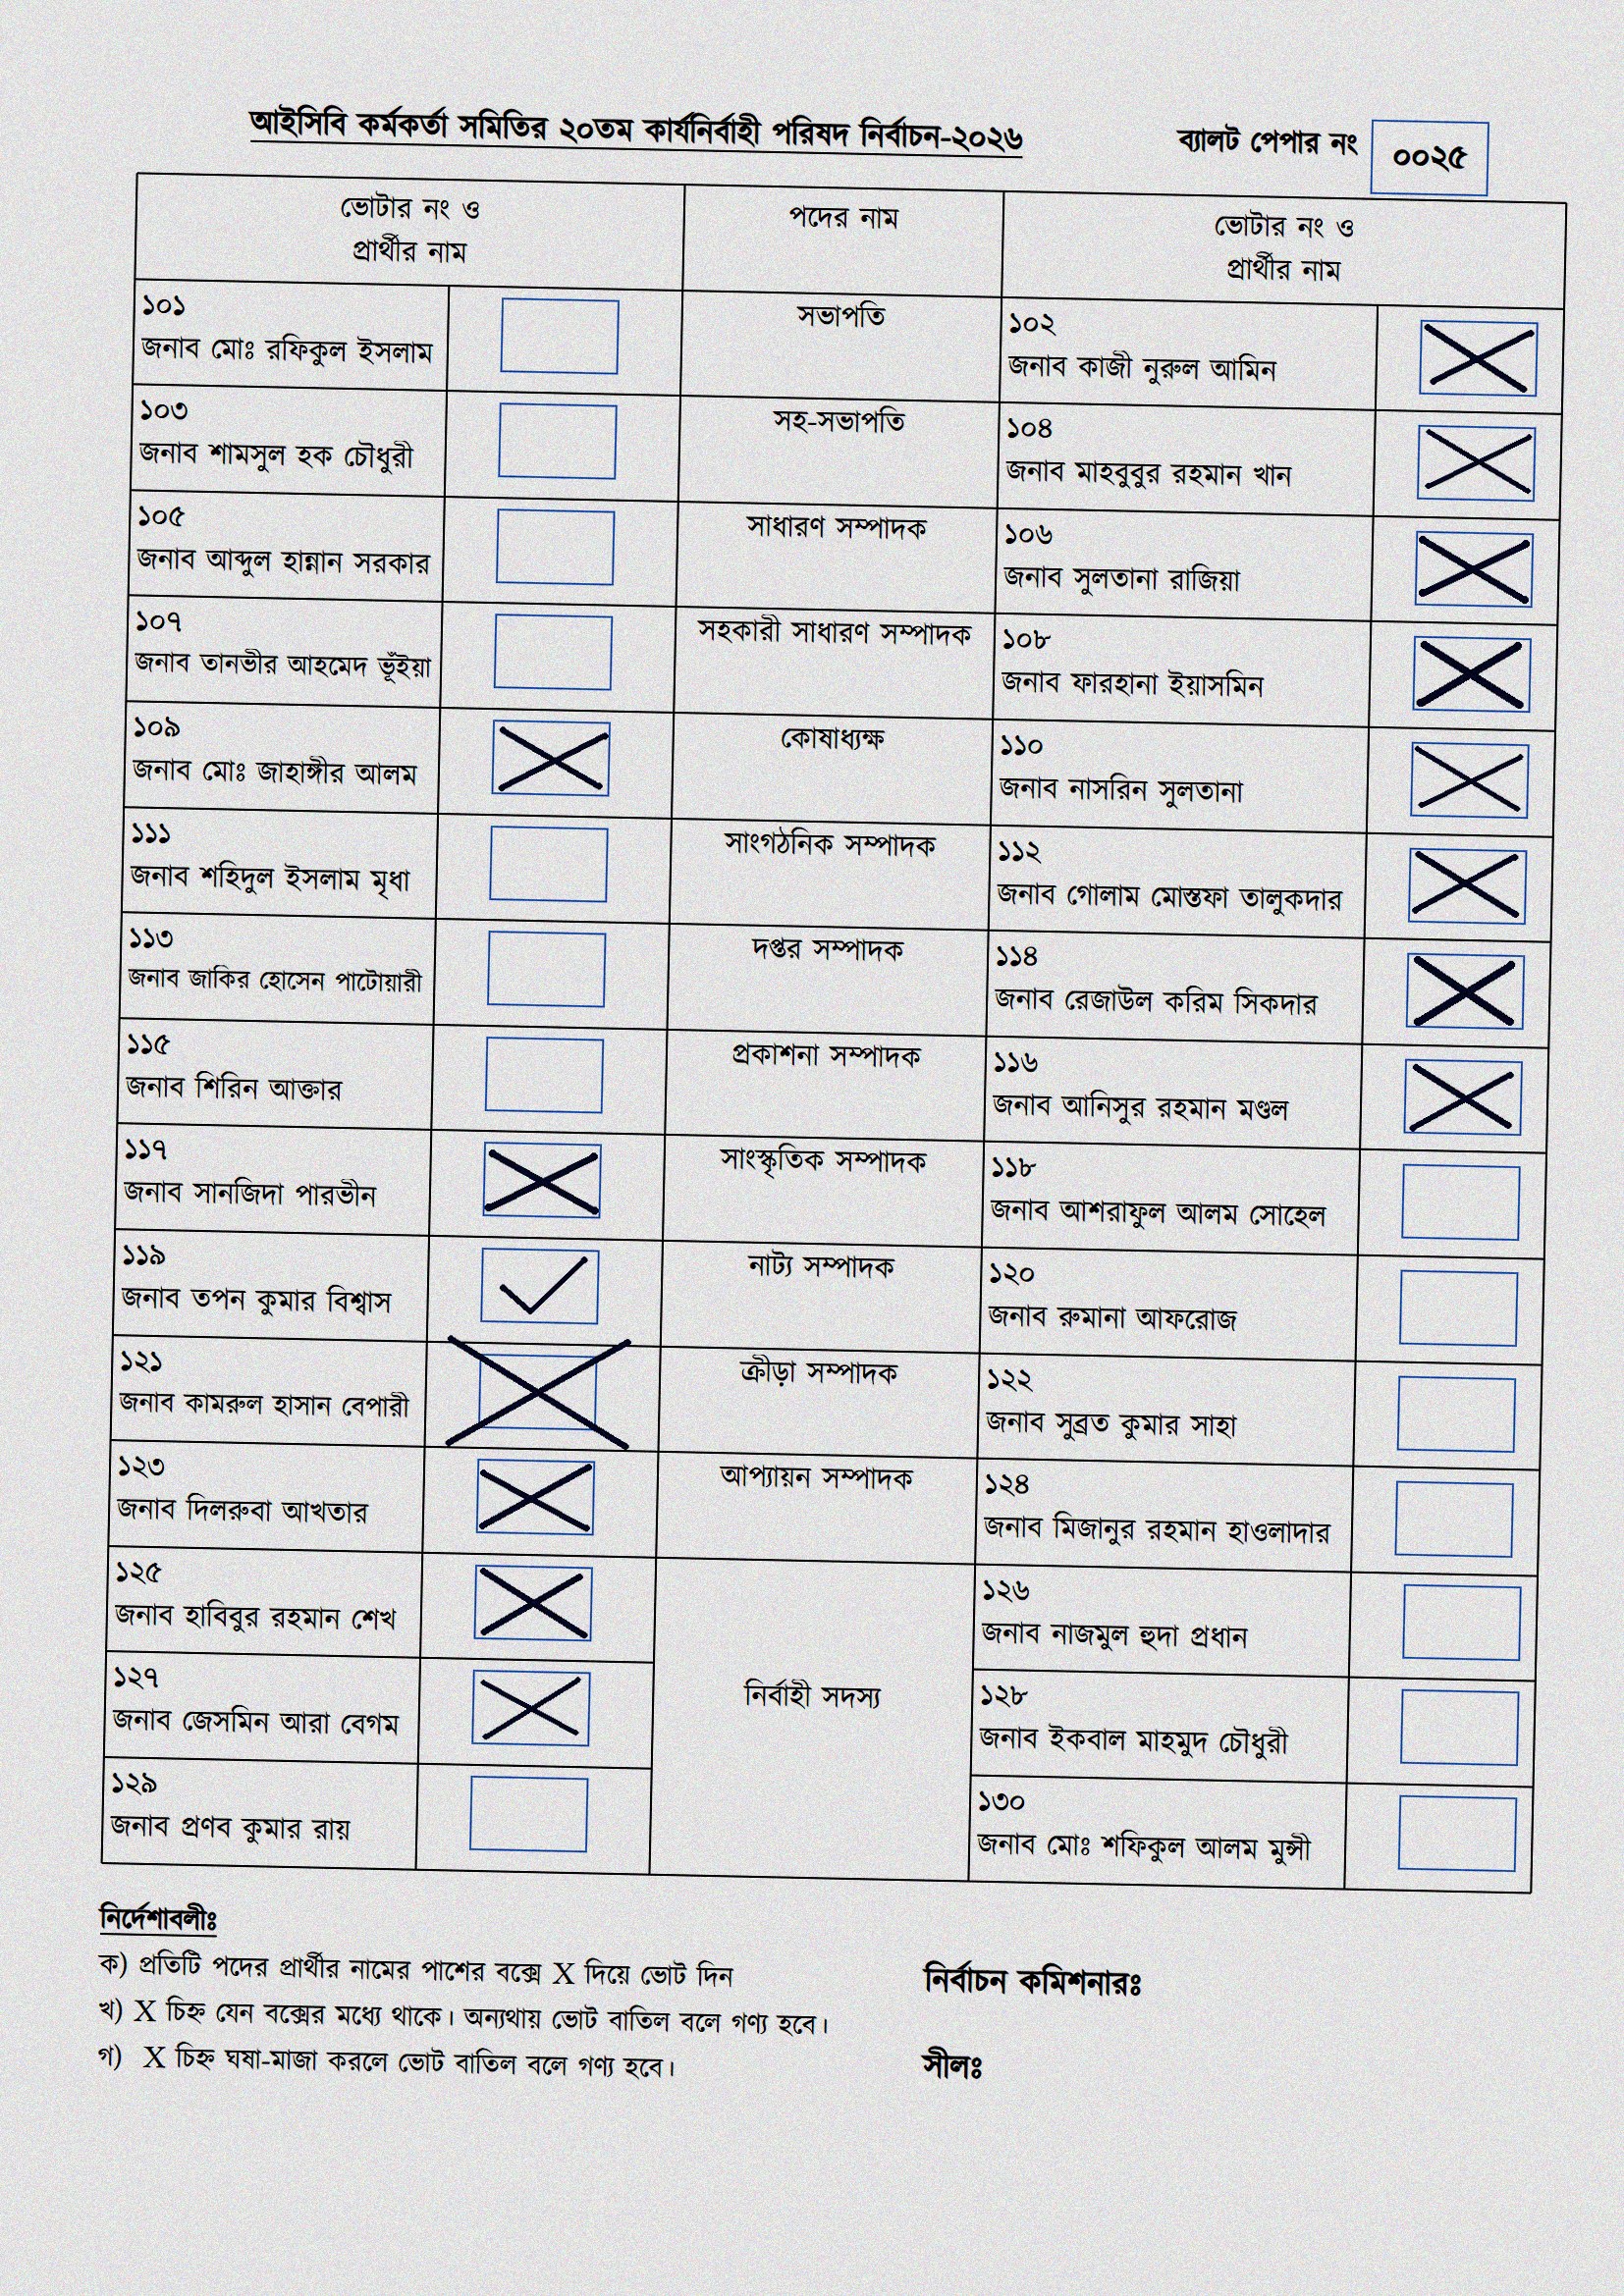 আইসিবি কর্মকর্তা সমিতির ২০তম কার্যনির্বাহী পরিষদ নির্বাচন-২০২৬
ব্যালট পেপার নং ০০২৫
ভোটার নং ও
প্রার্থীর নাম
পদের নাম
ভোটার নং ও
প্রার্থীর নাম
১০১
জনাব মোঃ রফিকুল ইসলাম
সভাপতি
১০২
জনাব কাজী নুরুল আমিন
১০৩
জনাব শামসুল হক চৌধুরী
সহ-সভাপতি
১০৪
জনাব মাহবুবুর রহমান খান
১০৫
জনাব আব্দুল হান্নান সরকার
সাধারণ সম্পাদক
১০৬
জনাব সুলতানা রাজিয়া
১০৭
জনাব তানভীর আহমেদ ভূঁইয়া
সহকারী সাধারণ সম্পাদক
১০৮
জনাব ফারহানা ইয়াসমিন
১০৯
জনাব মোঃ জাহাঙ্গীর আলম
কোষাধ্যক্ষ
১১০
জনাব নাসরিন সুলতানা
১১১
জনাব শহিদুল ইসলাম মৃধা
সাংগঠনিক সম্পাদক
১১২
জনাব গোলাম মোস্তফা তালুকদার
১১৩
জনাব জাকির হোসেন পাটোয়ারী
দপ্তর সম্পাদক
১১৪
জনাব রেজাউল করিম সিকদার
১১৫
জনাব শিরিন আক্তার
প্রকাশনা সম্পাদক
১১৬
জনাব আনিসুর রহমান মণ্ডল
১১৭
জনাব সানজিদা পারভীন
সাংস্কৃতিক সম্পাদক
১১৮
জনাব আশরাফুল আলম সোহেল
১১৯
জনাব তপন কুমার বিশ্বাস
নাট্য সম্পাদক
১২০
জনাব রুমানা আফরোজ
১২১
জনাব কামরুল হাসান বেপারী
ক্রীড়া সম্পাদক
১২২
জনাব সুব্রত কুমার সাহা
১২৩
জনাব দিলরুবা আখতার
আপ্যায়ন সম্পাদক
১২৪
জনাব মিজানুর রহমান হাওলাদার
১২৫
জনাব হাবিবুর রহমান শেখ
১২৬
জনাব নাজমুল হুদা প্রধান
১২৭
জনাব জেসমিন আরা বেগম
নির্বাহী সদস্য
১২৮
জনাব ইকবাল মাহমুদ চৌধুরী
১২৯
জনাব প্রণব কুমার রায়
১৩০
জনাব মোঃ শফিকুল আলম মুন্সী
নির্দেশাবলীঃ
ক) প্রতিটি পদের প্রার্থীর নামের পাশের বক্সে X দিয়ে ভোট দিন
খ) X চিহ্ন যেন বক্সের মধ্যে থাকে। অন্যথায় ভোট বাতিল বলে গণ্য হবে।
গ) X চিহ্ন ঘষা-মাজা করলে ভোট বাতিল বলে গণ্য হবে।
নির্বাচন কমিশনারঃ
সীলঃ